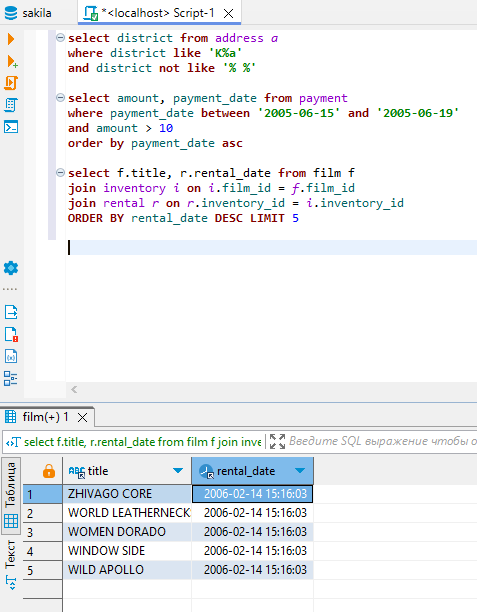 sakila
*<localhost> Script-1
select district from address a
where district like 'K%a'
and district not like '% %'
select amount, payment_date from payment
where payment_date between '2005-06-15' and '2005-06-19'
and amount > 10
order by payment_date asc
select f.title, r.rental_date from film f
join inventory i on i.film_id = f.film_id
join rental r on r.inventory_id = i.inventory_id
ORDER BY rental_date DESC LIMIT 5
film(+) 1
select f.title, r.rental_date from film f join inve
Введите SQL выражение чтобы о
Таблица
Текст
title rental_date
1 ZHIVAGO CORE 2006-02-14 15:16:03
2 WORLD LEATHERNECK 2006-02-14 15:16:03
3 WOMEN DORADO 2006-02-14 15:16:03
4 WINDOW SIDE 2006-02-14 15:16:03
5 WILD APOLLO 2006-02-14 15:16:03